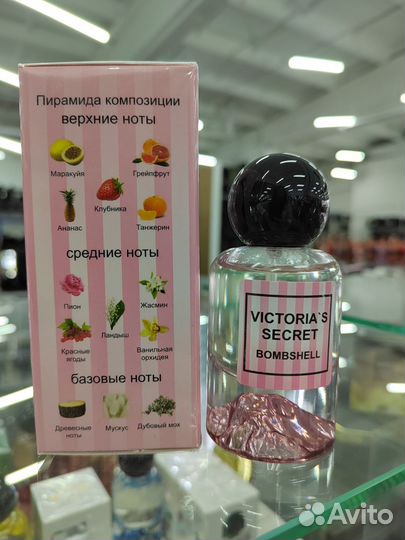 Пирамида композиции
верхние ноты
Маракуйя
Грейпфрут
Клубника
Ананас
Танжерин
средние ноты
Пион
Жасмин
Ландыш
Красные
ягоды
Ванильная
орхидея
базовые ноты
Древесные
ноты
Мускус
Дубовый мох
VICTORIA`S
SECRET
BOMBSHELL
Avito